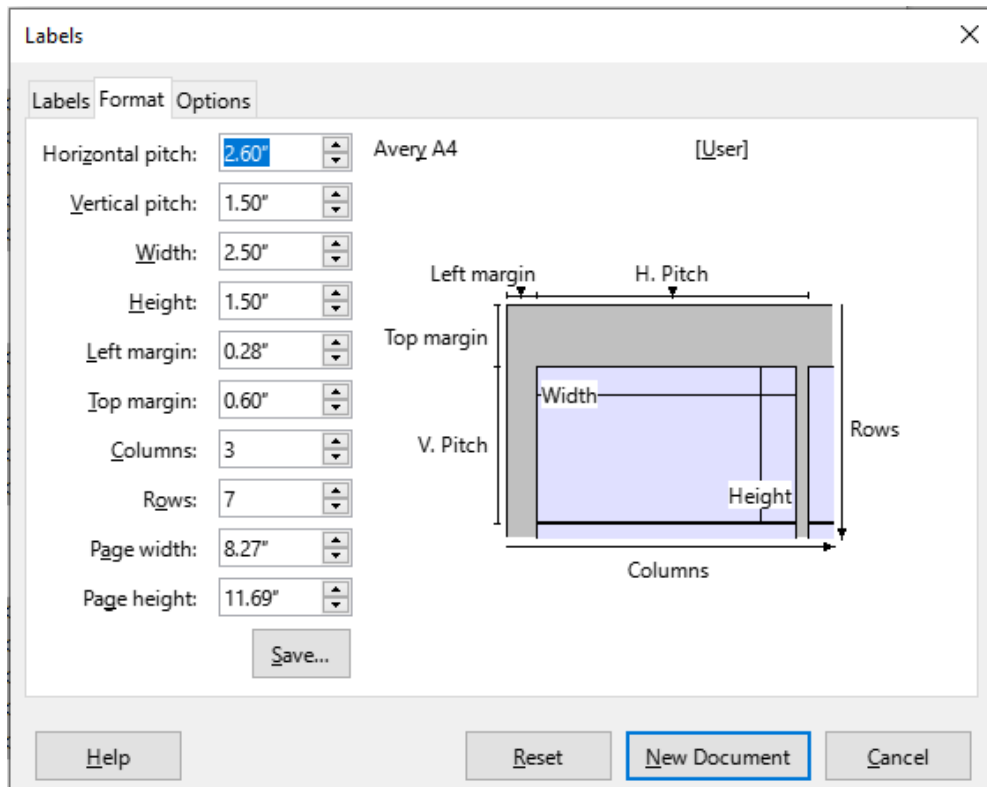 Labels
Labels Format Options
Horizontal pitch: 2.60" Avery A4 [User]
Vertical pitch: 1.50"
Width: 2.50"
Height: 1.50"
Left margin: 0.28"
Top margin: 0.60"
Columns: 3
Rows: 7
Page width: 8.27"
Page height: 11.69"
Save...
Left margin H. Pitch
Top margin
Width
V. Pitch
Rows
Height
Columns
Help Reset New Document Cancel